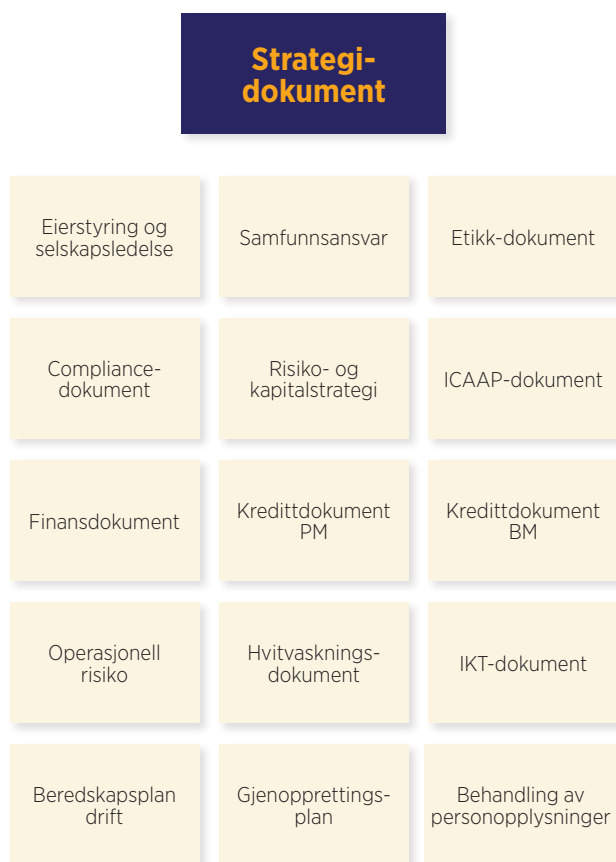 Strategi-
dokument
Eierstyring og
selskapsledelse
Samfunnsansvar
Etikk-dokument
Compliance-
dokument
Risiko- og
kapitalstrategi
ICAAP-dokument
Finansdokument
Kredittdokument
PM
Kredittdokument
BM
Operasjonell
risiko
Hvitvasknings-
dokument
IKT-dokument
Beredskapsplan
drift
Gjenopprettings-
plan
Behandling av
personopplysninger